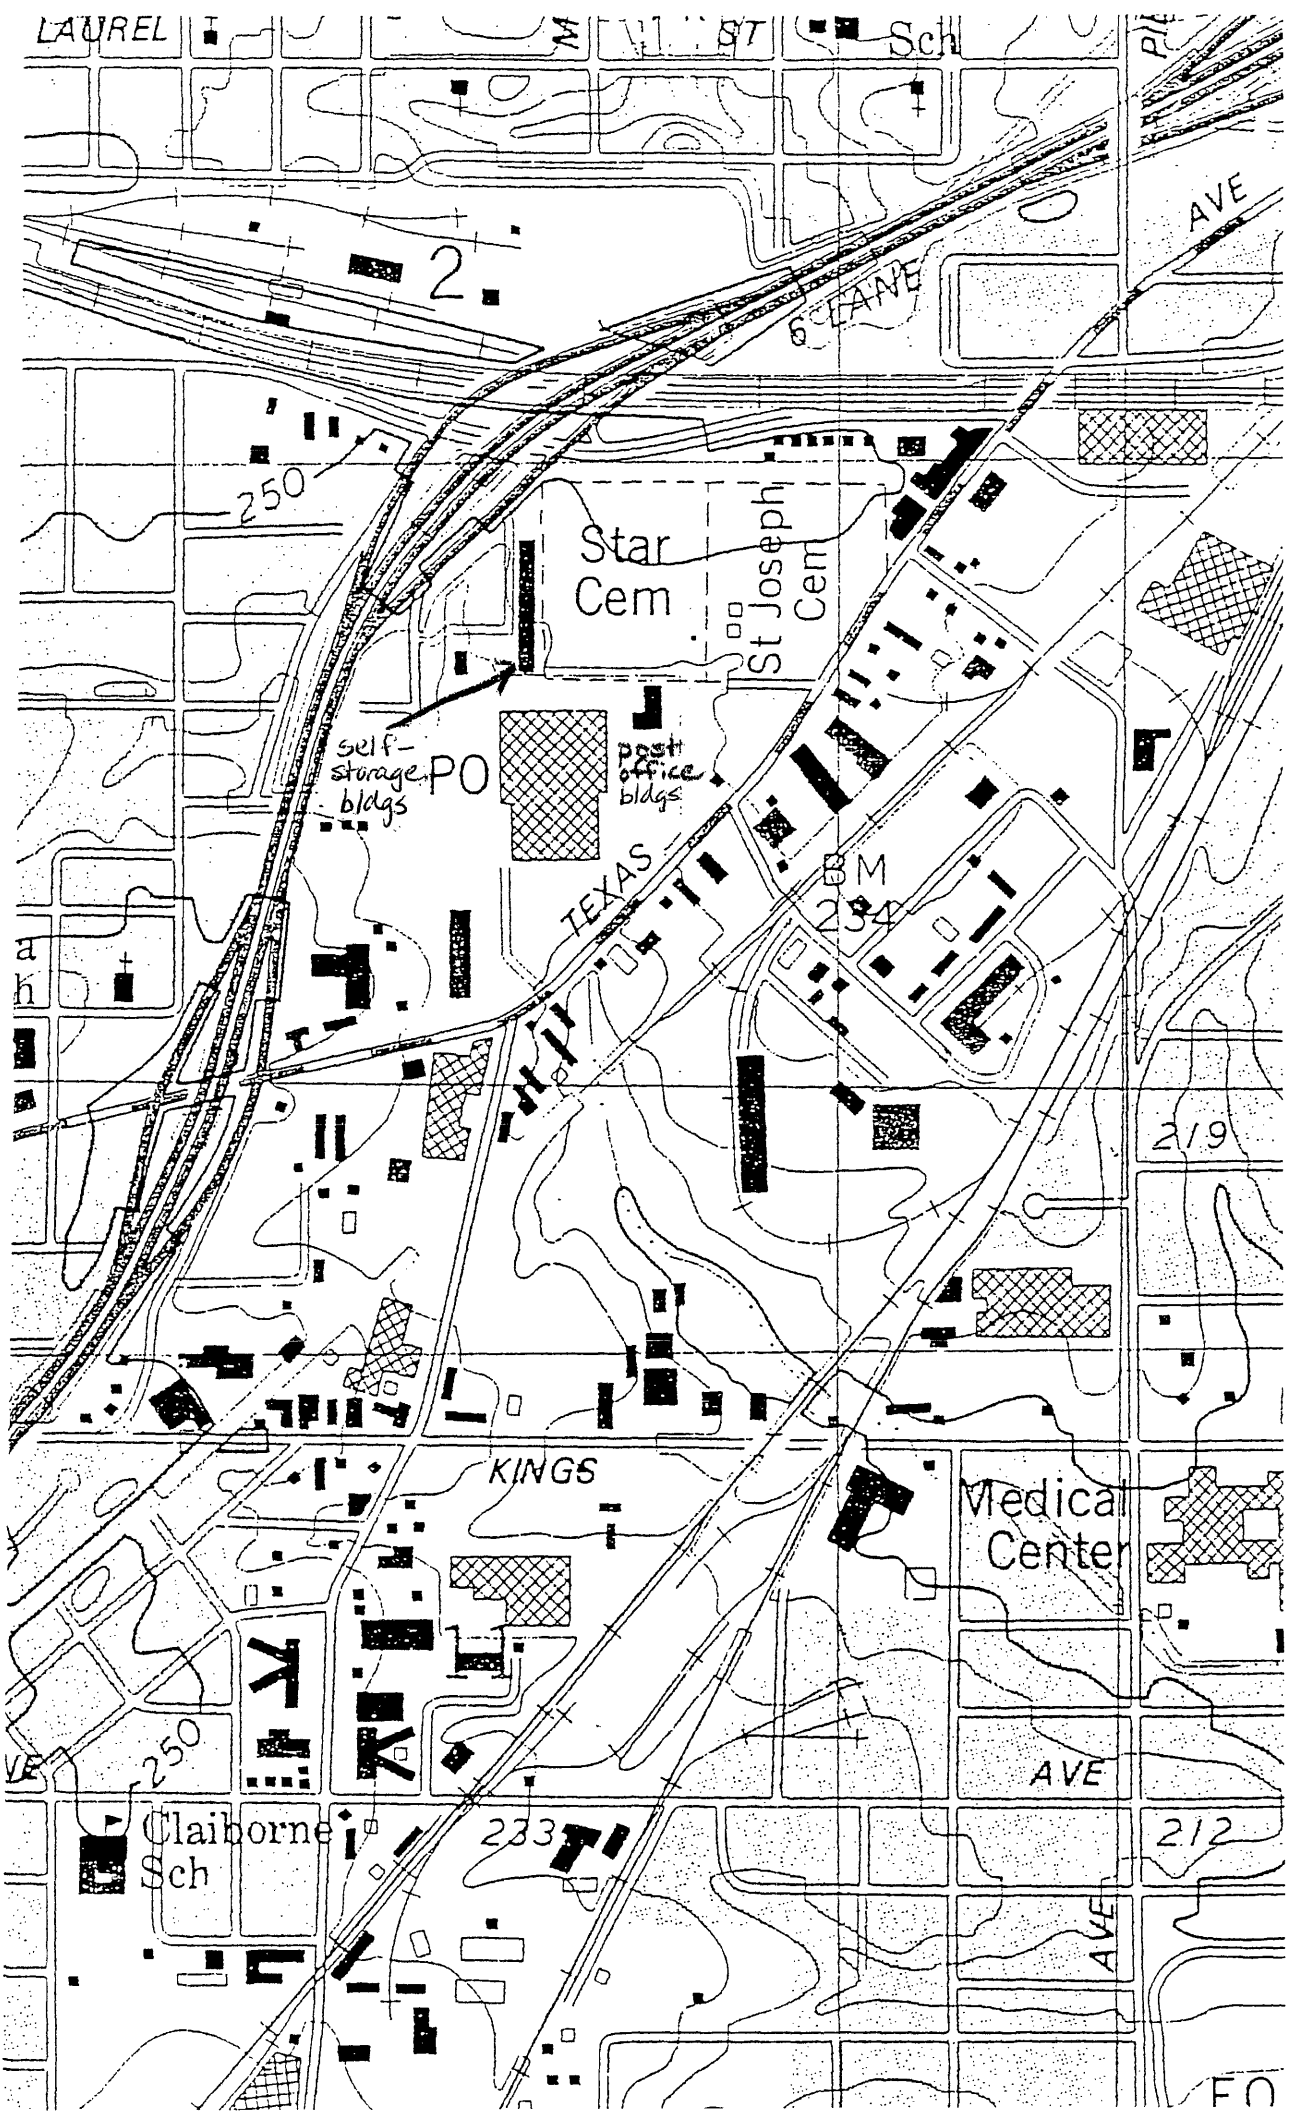 LAUREL
ST
Sch
AVE
2
6 LANE
250
Star
Cem
St Joseph
Cem
self-
storage
bldgs
PO
post
office
bldgs
TEXAS
BM
234
a
h
219
KINGS
Medical
Center
250
AVE
Claiborne
Sch
233
212
AVE